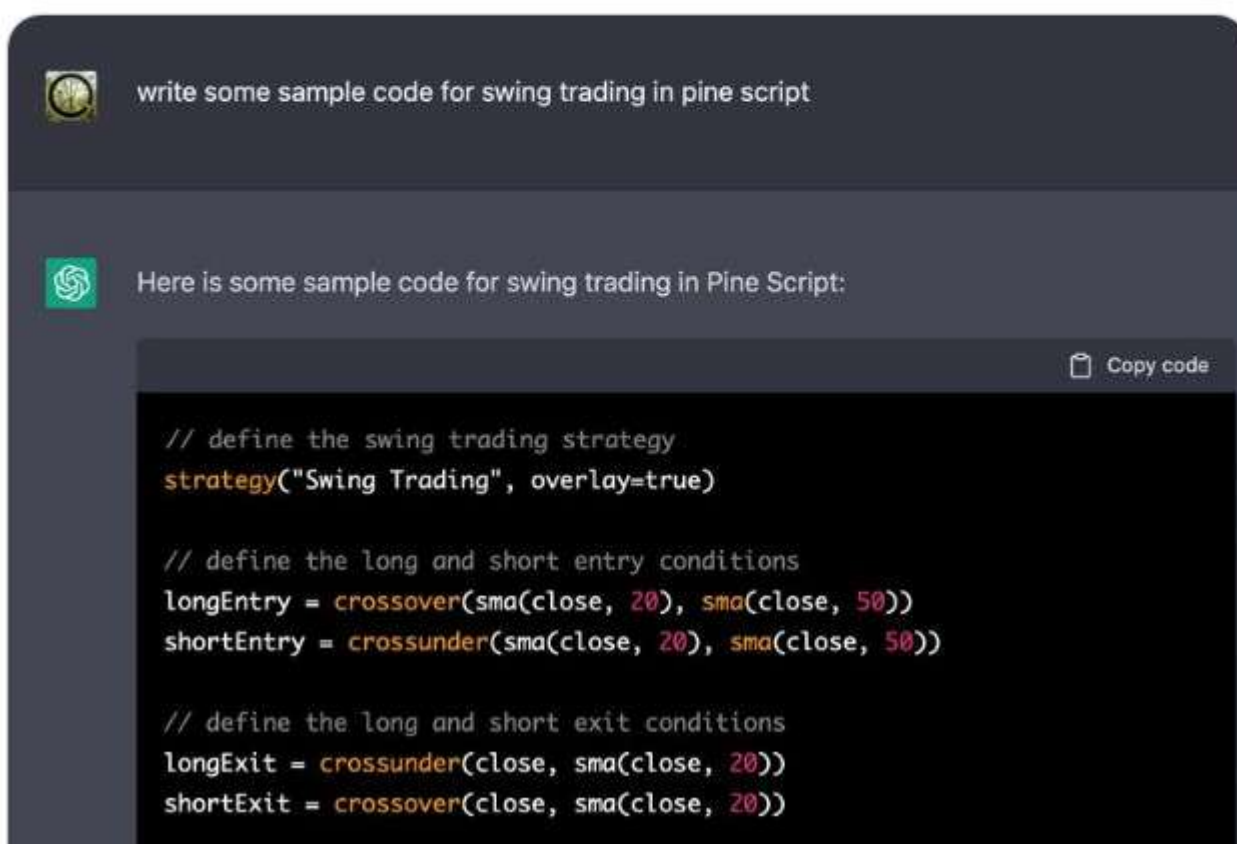 write some sample code for swing trading in pine script
Here is some sample code for swing trading in Pine Script:
Copy code
// define the swing trading strategy
strategy("Swing Trading", overlay=true)
// define the long and short entry conditions
longEntry = crossover(sma(close, 20), sma(close, 50))
shortEntry = crossunder(sma(close, 20), sma(close, 50))
// define the long and short exit conditions
longExit = crossunder(close, sma(close, 20))
shortExit = crossover(close, sma(close, 20))